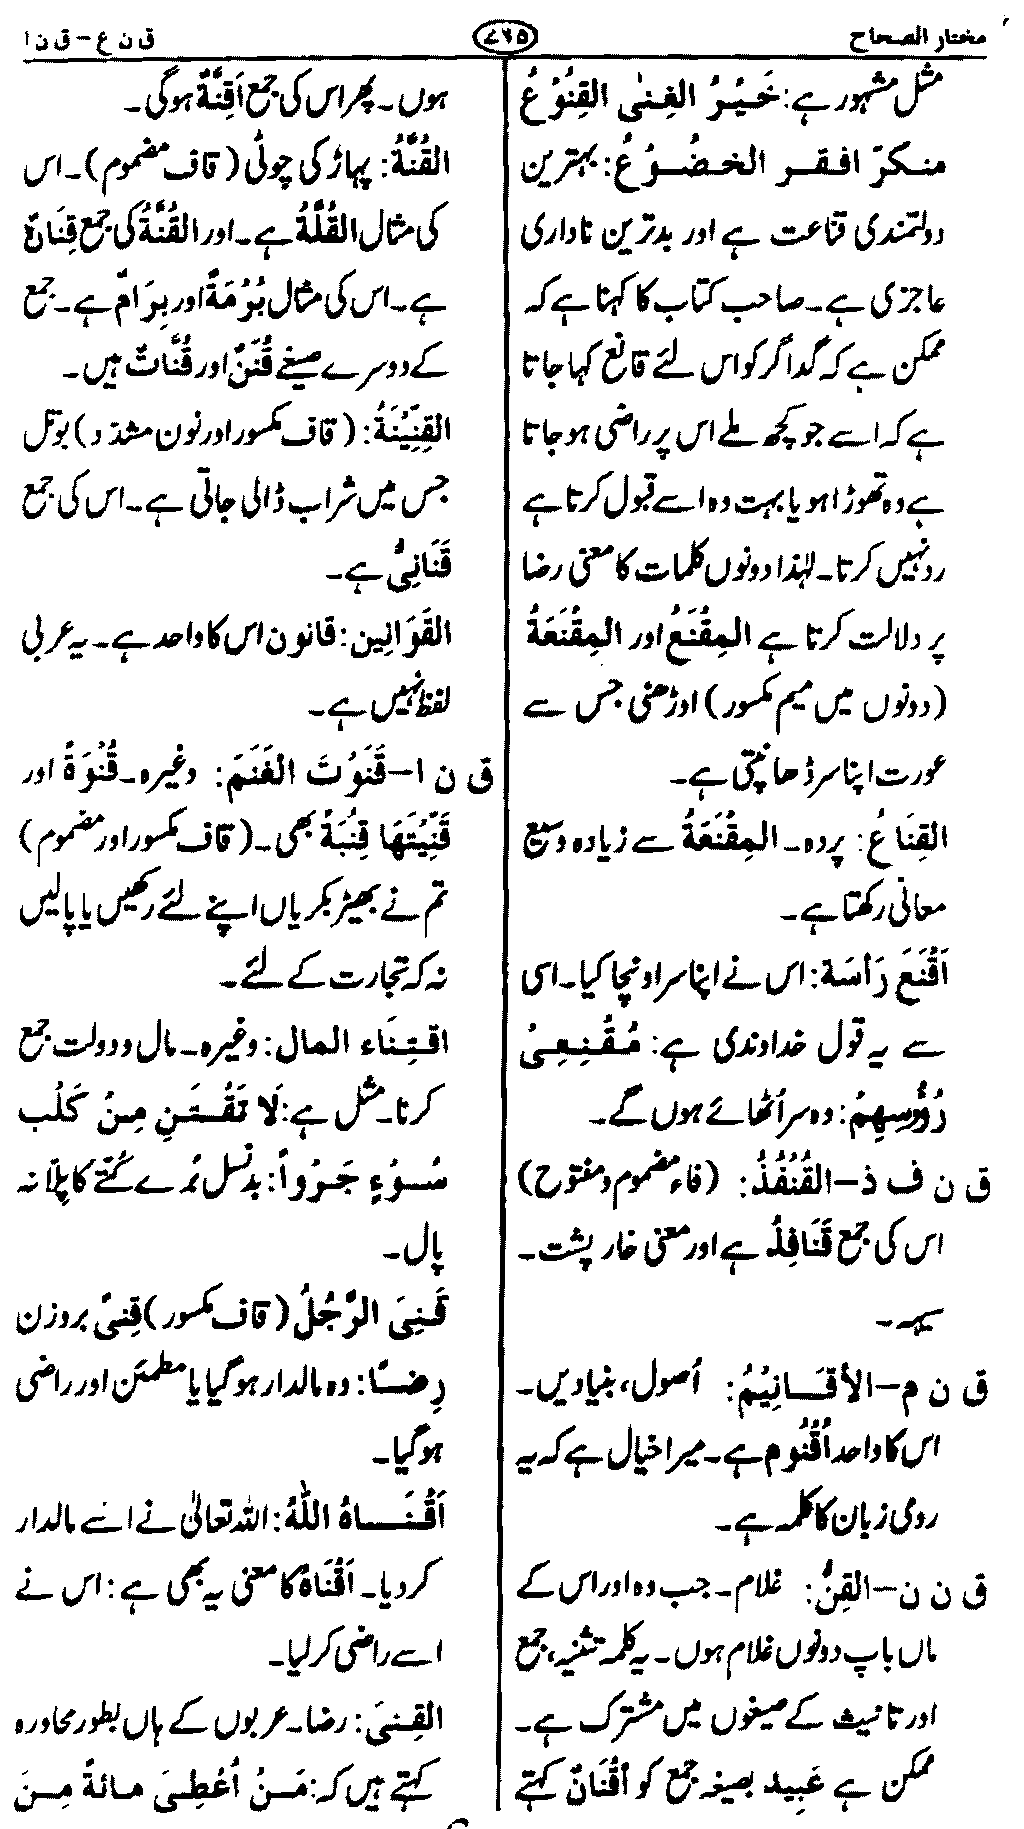 مختار الصحاح
۷۶۵
ق ن ع – ق ن ا
مثل مشہور ہے: خَيْرُ الغِنٰى القِنُوْعُ
منكرّ افقر الخضُوْعُ: بہترین
دولتمندی قناعت ہے اور بدترین ناداری
عاجزی ہے۔ صاحب کتاب کا کہنا ہے کہ
ممکن ہے کہ گداگر کو اس لئے قانع کہا جاتا
ہے کہ اسے جو کچھ ملے اس پر راضی ہو جاتا
ہے وہ تھوڑا ہو یا بہت وہ اسے قبول کرتا ہے
رد نہیں کرتا۔ لہٰذا دونوں کلمات کا معنی رضا
پر دلالت کرتا ہے المِقْنَعُ اور المِقْنَعَةُ
(دونوں میں میم مکسور) اوڑھنی جس سے
عورت اپنا سر ڈھانپتی ہے۔
القِنَاعُ: پردہ۔ المِقْنَعَةُ سے زیادہ وسیع
معانی رکھتا ہے۔
اَقْنَعَ رَأسَة: اس نے اپنا سر اونچا کیا۔ اسی
سے یہ قول خداوندی ہے: مُقْنِعِىْ
رُؤُسِهِمْ: وہ سر اُٹھائے ہوں گے۔
ق ن ف ذ–القُنْفُذُ: (فاء مضموم و مفتوح)
اس کی جمع قَنَافِذُ ہے اور معنی خار پشت۔
سیہہ۔
ق ن م–الأقَانِيْمُ: اُصول، بنیادیں۔
اس کا واحد اُقْنُوم ہے۔ میرا خیال ہے کہ یہ
رومی زبان کا کلمہ ہے۔
ق ن ن–القِنُّ: غلام۔ جب وہ اور اس کے
ماں باپ دونوں غلام ہوں۔ یہ کلمہ تثنیہ، جمع
اور تانیث کے صیغوں میں مشترک ہے۔
ممکن ہے عَبِيد بصیغہ جمع کو أقْنَانٌ کہتے
ہوں۔ پھر اس کی جمع اَقِنَّةٌ ہوگی۔
القُنَّةُ: پہاڑ کی چوٹی (قاف مضموم)۔ اس
کی مثال القُلَّةُ ہے۔ اور القُنَّةُ کی جمع قِنَانٌ
ہے۔ اس کی مثال بُرْمَةٌ اور بِرَامٌ ہے۔ جمع
کے دوسرے صیغے قُنَنٌ اور قُنَّاتٌ ہیں۔
القِنِّيْنَةُ: (قاف مکسور اور نون مشدّد) بوتل
جس میں شراب ڈالی جاتی ہے۔ اس کی جمع
قَنَانِىُّ ہے۔
القَوَانِين: قانون اس کا واحد ہے۔ یہ عربی
لفظ نہیں ہے۔
ق ن ا–قَنَوْتَ الغَنَمَ: وغیرہ۔ قُنْوَةً اور
قَنِّيْتَهَا قِنْيَةً بھی۔ (قاف مکسور اور مضموم)
تم نے بھیڑ بکریاں اپنے لئے رکھیں یا پالیں
نہ کہ تجارت کے لئے۔
اقتِنَاء المال: وغیرہ۔ مال و دولت جمع
کرنا۔ مثل ہے: لَا تَقْتَنِ مِنْ كَلْب
سُوْءٍ جَرْواً: بدنسل بُرے کُتّے کا پِلّا نہ
پال۔
قَنِىَ الرَّجُلُ (قاف مکسور) قِنىً بروزن
رِضًا: وہ مالدار ہو گیا یا مطمئن اور راضی
ہو گیا۔
اَقْنَاهُ اللّٰهُ: اللہ تعالیٰ نے اسے مالدار
کر دیا۔ اَقْنَاهُ کا معنی یہ بھی ہے: اس نے
اسے راضی کر لیا۔
القِنىَ: رضا۔ عربوں کے ہاں بطور محاورہ
کہتے ہیں کہ: مَنْ اُعْطِىَ مائةً مِنَ